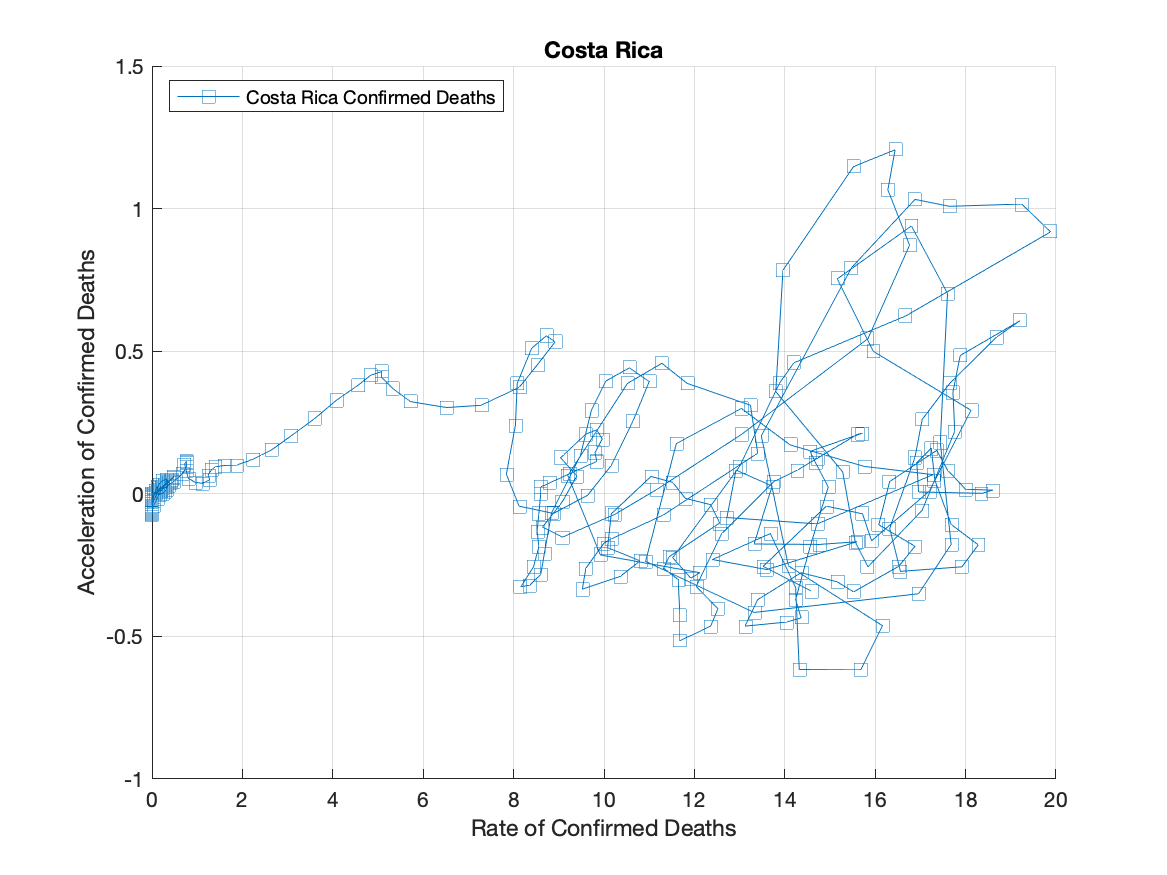 Costa Rica
Costa Rica Confirmed Deaths
1.5
1
0.5
0
-0.5
-1
Acceleration of Confirmed Deaths
0 2 4 6 8 10 12 14 16 18 20
Rate of Confirmed Deaths